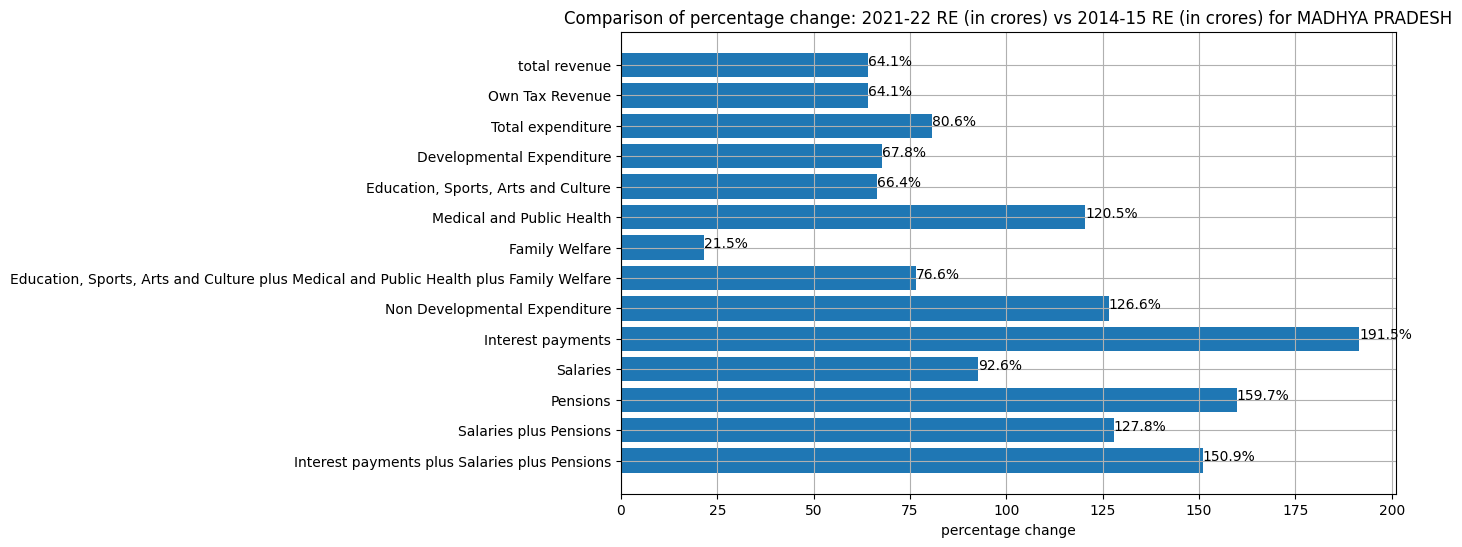 Comparison of percentage change: 2021-22 RE (in crores) vs 2014-15 RE (in crores) for MADHYA PRADESH
total revenue 64.1%
Own Tax Revenue 64.1%
Total expenditure 80.6%
Developmental Expenditure 67.8%
Education, Sports, Arts and Culture 66.4%
Medical and Public Health 120.5%
Family Welfare 21.5%
Education, Sports, Arts and Culture plus Medical and Public Health plus Family Welfare 76.6%
Non Developmental Expenditure 126.6%
Interest payments 191.5%
Salaries 92.6%
Pensions 159.7%
Salaries plus Pensions 127.8%
Interest payments plus Salaries plus Pensions 150.9%
0 25 50 75 100 125 150 175 200
percentage change